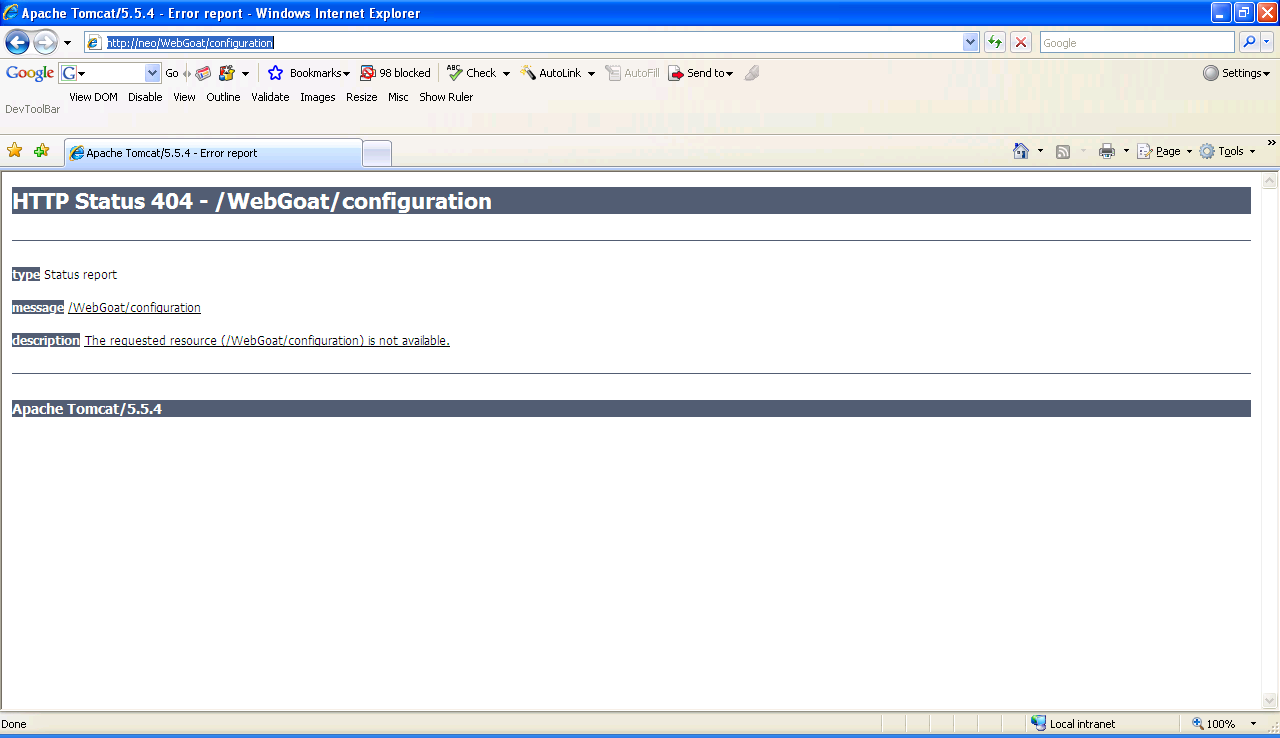 Apache Tomcat/5.5.4 - Error report - Windows Internet Explorer
http://neo/WebGoat/configuration
Google
Google G Go Bookmarks 98 blocked ABC Check AutoLink AutoFill Send to Settings
View DOM Disable View Outline Validate Images Resize Misc Show Ruler
DevToolBar
Apache Tomcat/5.5.4 - Error report
Page Tools »
HTTP Status 404 - /WebGoat/configuration
type Status report
message /WebGoat/configuration
description The requested resource (/WebGoat/configuration) is not available.
Apache Tomcat/5.5.4
Done Local intranet 100%